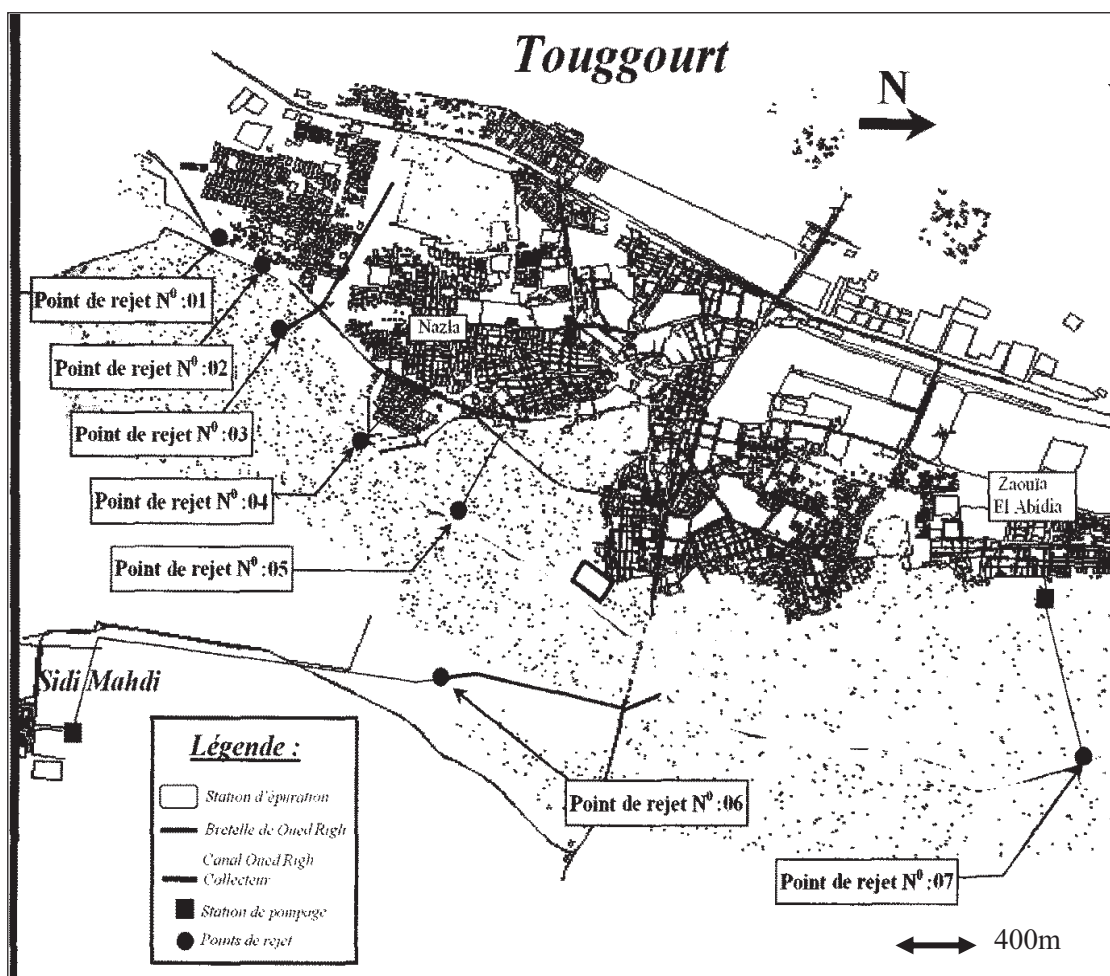 Touggourt
N
Point de rejet N⁰ :01
Point de rejet N⁰ :02
Nazla
Point de rejet N⁰ :03
Point de rejet N⁰ :04
Zaouïa
El Abidia
Point de rejet N⁰ :05
Sidi Mahdi
Légende :
Station d'épuration
Bretelle de Oued Righ
Canal Oued Righ
Collecteur
Station de pompage
Points de rejet
Point de rejet N⁰ :06
Point de rejet N⁰ :07
400m